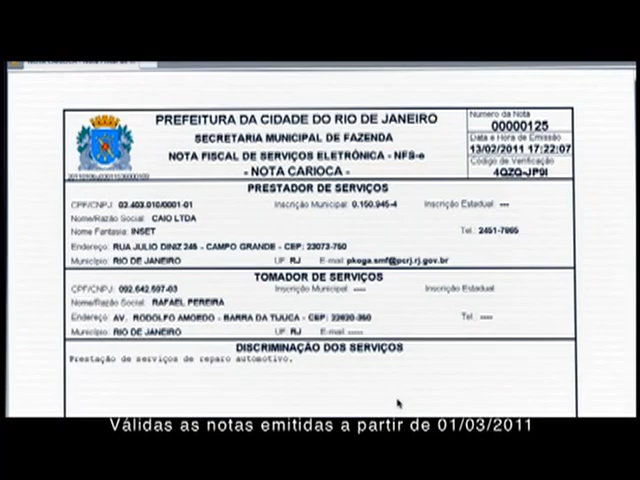 PREFEITURA DA CIDADE DO RIO DE JANEIRO
SECRETARIA MUNICIPAL DE FAZENDA
NOTA FISCAL DE SERVIÇOS ELETRÔNICA - NFS-e
- NOTA CARIOCA -
Número da Nota
00000125
Data e Hora de Emissão
13/02/2011 17:22:07
Código de Verificação
4QZQ-JP9I
PRESTADOR DE SERVIÇOS
CPF/CNPJ: 02.403.010/0001-01 Inscrição Municipal: 0.150.945-4 Inscrição Estadual: ---
Nome/Razão Social: CAIO LTDA
Nome Fantasia: INSET Tel.: 2451-7965
Endereço: RUA JULIO DINIZ 245 - CAMPO GRANDE - CEP: 23073-750
Município: RIO DE JANEIRO UF: RJ E-mail: pkoga.smf@pcrj.rj.gov.br
TOMADOR DE SERVIÇOS
CPF/CNPJ: 092.642.697-03 Inscrição Municipal: ---- Inscrição Estadual:
Nome/Razão Social: RAFAEL PEREIRA
Endereço: AV. RODOLFO AMOEDO - BARRA DA TIJUCA - CEP: Tel.: ----
Município: RIO DE JANEIRO UF: RJ E-mail: -----
DISCRIMINAÇÃO DOS SERVIÇOS
Prestação de serviços de reparo automotivo.
Válidas as notas emitidas a partir de 01/03/2011